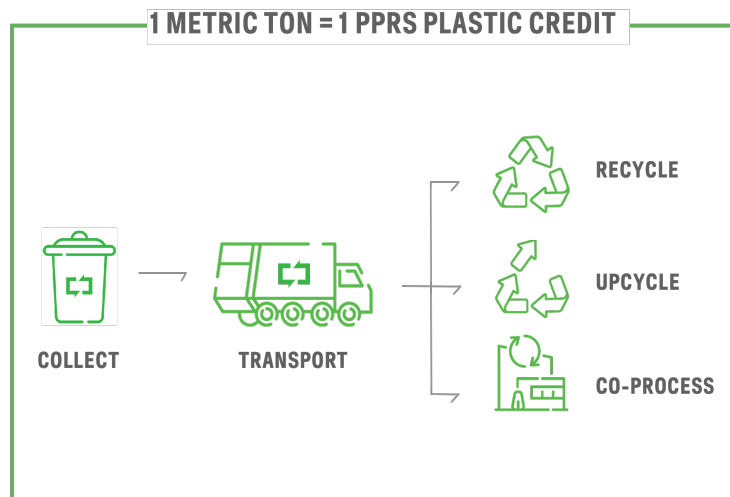 1 METRIC TON = 1 PPRS PLASTIC CREDIT
RECYCLE
UPCYCLE
COLLECT
TRANSPORT
CO-PROCESS